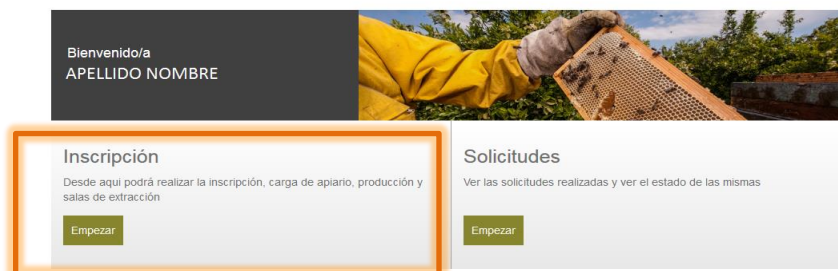 Bienvenido/a
APELLIDO NOMBRE
Inscripción
Desde aqui podrá realizar la inscripción, carga de apiario, producción y
salas de extracción
Empezar
Solicitudes
Ver las solicitudes realizadas y ver el estado de las mismas
Empezar